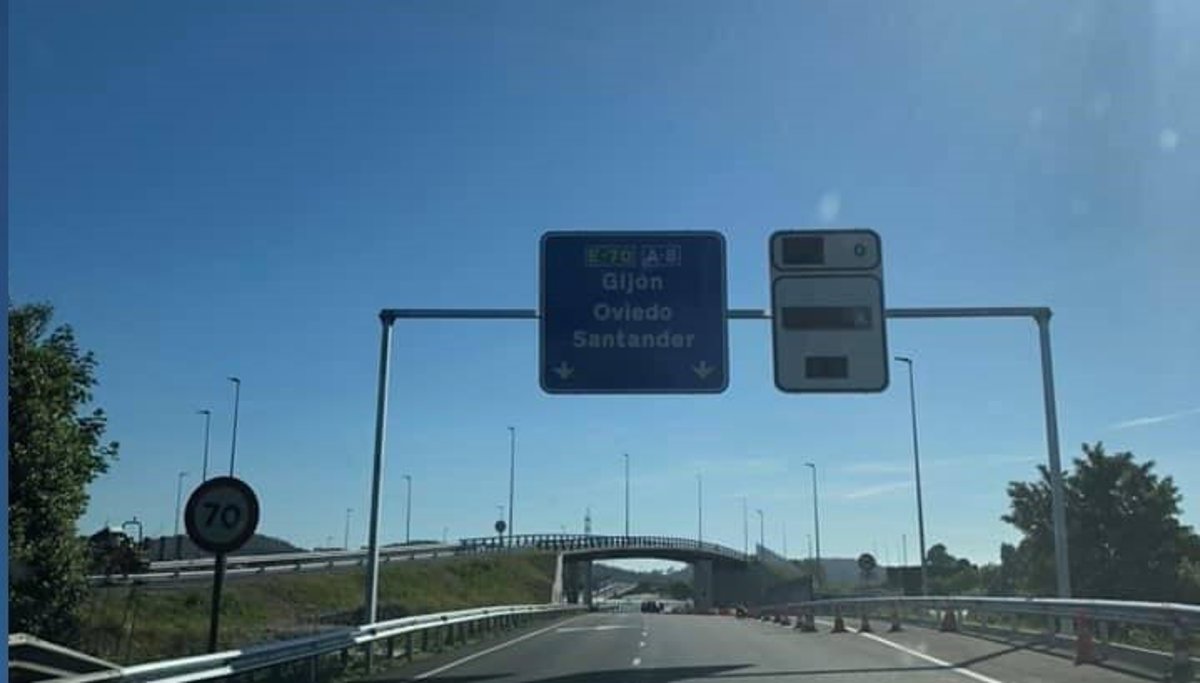 E-70 A-8
Gijón
Oviedo
Santander
70